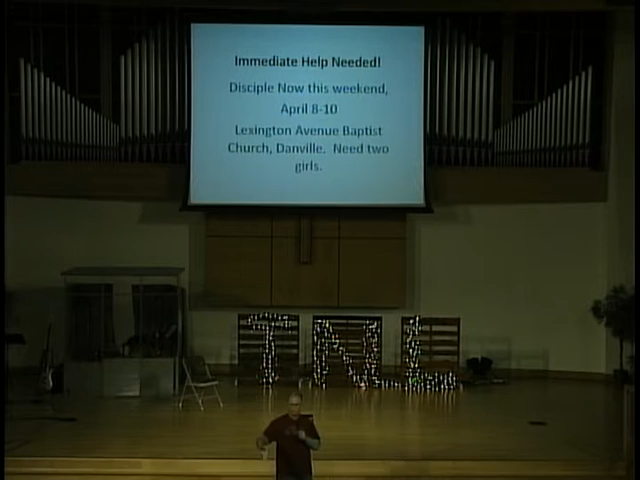 Immediate Help Needed!
Disciple Now this weekend,
April 8-10
Lexington Avenue Baptist
Church, Danville. Need two
girls.
TNL